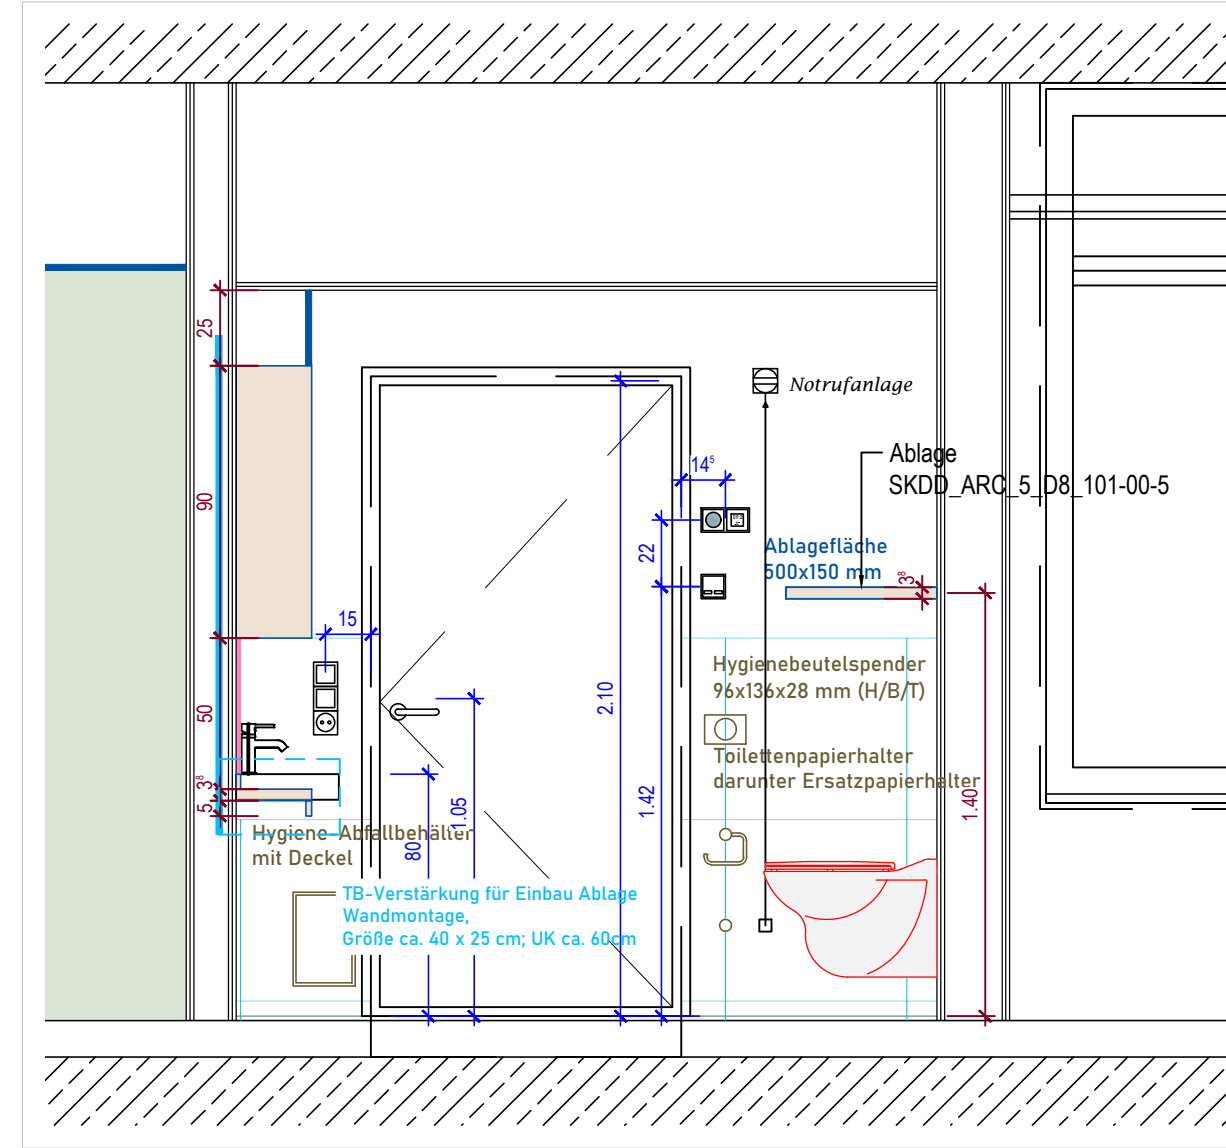 25
Notrufanlage
Ablage
SKDD_ARC_5_D8_101-00-5
14⁵
90
22
Ablagefläche
500x150 mm
3⁸
15
Hygienebeutelspender
96x136x28 mm (H/B/T)
2.10
50
Toilettenpapierhalter
darunter Ersatzpapierhalter
3⁸
5
1.42
1.40
1.05
80
Hygiene-Abfallbehälter
mit Deckel
TB-Verstärkung für Einbau Ablage
Wandmontage,
Größe ca. 40 x 25 cm; UK ca. 60cm